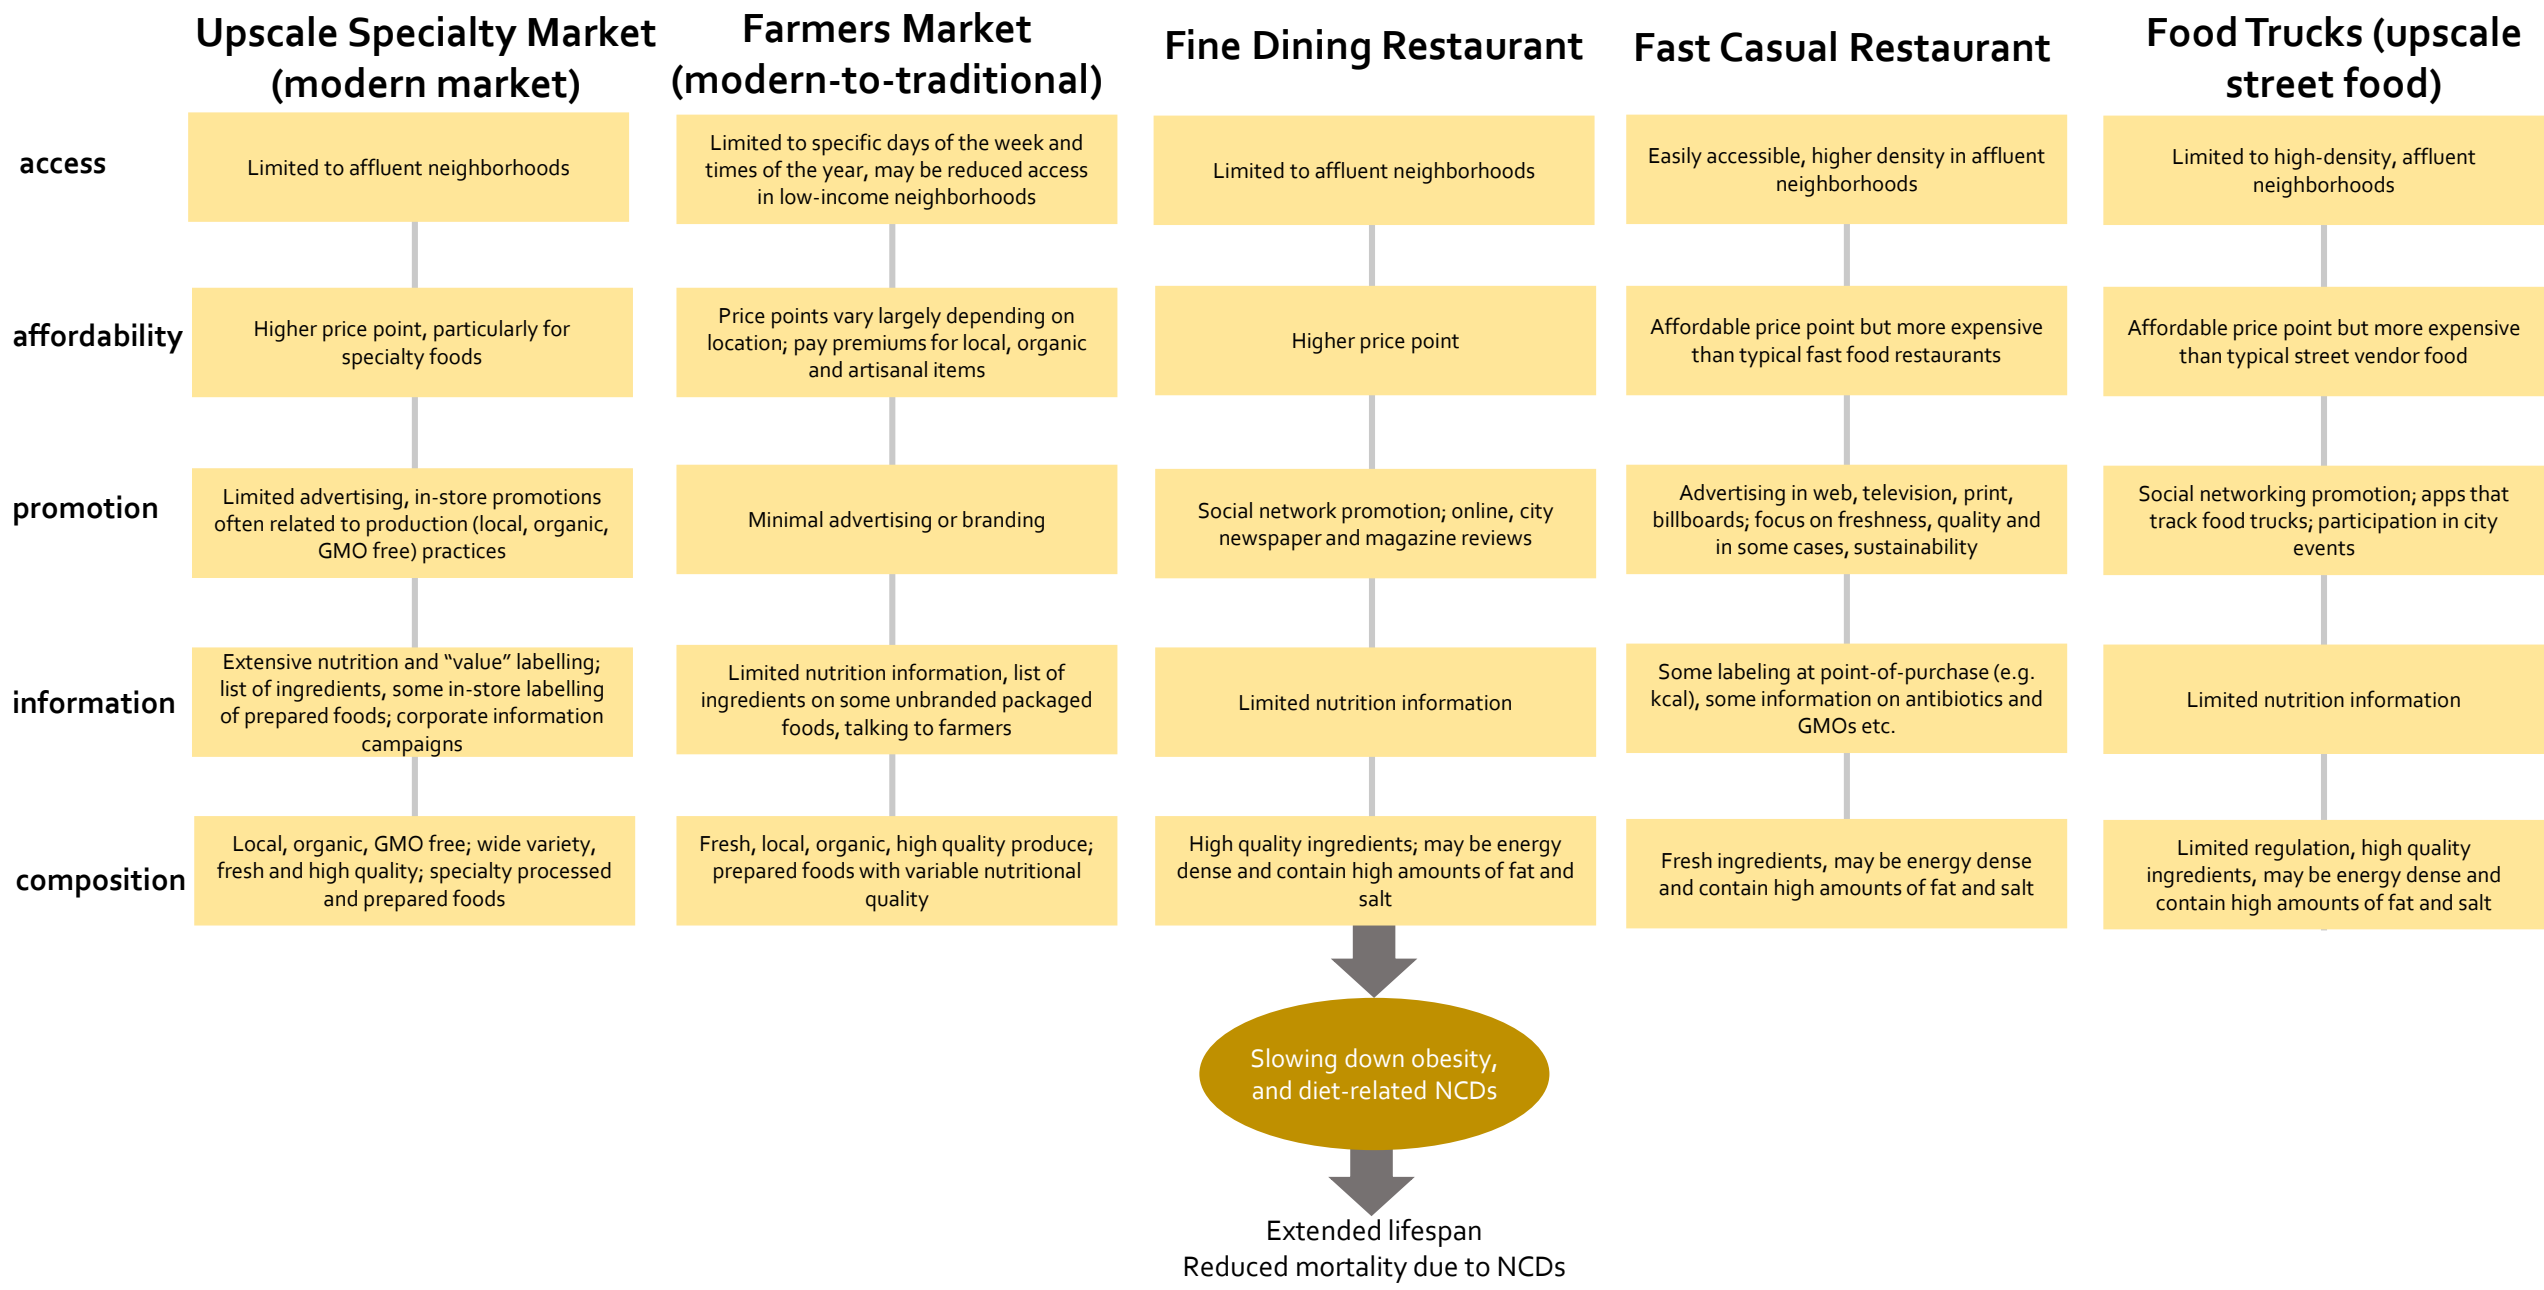 Upscale Specialty Market
(modern market)
Farmers Market
(modern-to-traditional)
Fine Dining Restaurant
Fast Casual Restaurant
Food Trucks (upscale
street food)
access
Limited to affluent neighborhoods
Limited to specific days of the week and
times of the year, may be reduced access
in low-income neighborhoods
Limited to affluent neighborhoods
Easily accessible, higher density in affluent
neighborhoods
Limited to high-density, affluent
neighborhoods
affordability
Higher price point, particularly for
specialty foods
Price points vary largely depending on
location; pay premiums for local, organic
and artisanal items
Higher price point
Affordable price point but more expensive
than typical fast food restaurants
Affordable price point but more expensive
than typical street vendor food
promotion
Limited advertising, in-store promotions
often related to production (local, organic,
GMO free) practices
Minimal advertising or branding
Social network promotion; online, city
newspaper and magazine reviews
Advertising in web, television, print,
billboards; focus on freshness, quality and
in some cases, sustainability
Social networking promotion; apps that
track food trucks; participation in city
events
information
Extensive nutrition and “value” labelling;
list of ingredients, some in-store labelling
of prepared foods; corporate information
campaigns
Limited nutrition information, list of
ingredients on some unbranded packaged
foods, talking to farmers
Limited nutrition information
Some labeling at point-of-purchase (e.g.
kcal), some information on antibiotics and
GMOs etc.
Limited nutrition information
composition
Local, organic, GMO free; wide variety,
fresh and high quality; specialty processed
and prepared foods
Fresh, local, organic, high quality produce;
prepared foods with variable nutritional
quality
High quality ingredients; may be energy
dense and contain high amounts of fat and
salt
Fresh ingredients, may be energy dense
and contain high amounts of fat and salt
Limited regulation, high quality
ingredients, may be energy dense and
contain high amounts of fat and salt
Slowing down obesity,
and diet-related NCDs
Extended lifespan
Reduced mortality due to NCDs